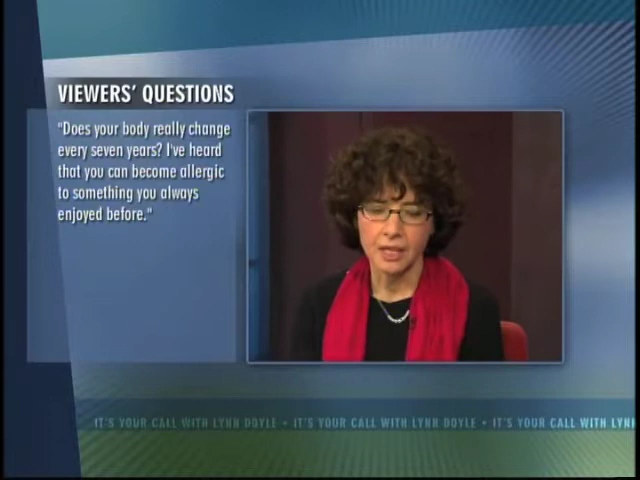 VIEWERS' QUESTIONS
"Does your body really change
every seven years? I've heard
that you can become allergic
to something you always
enjoyed before."
IT'S YOUR CALL WITH LYNN DOYLE • IT'S YOUR CALL WITH LYNN DOYLE • IT'S YOUR CALL WITH LYNN